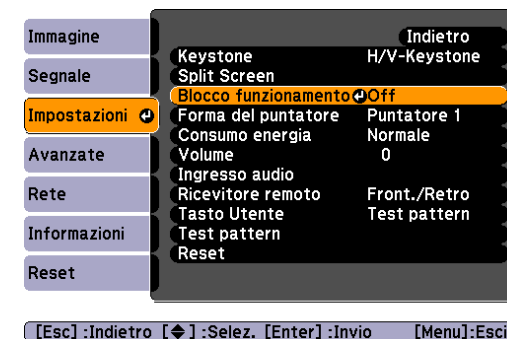 Immagine
Segnale
Impostazioni
Avanzate
Rete
Informazioni
Reset
Indietro
Keystone H/V-Keystone
Split Screen
Blocco funzionamento Off
Forma del puntatore Puntatore 1
Consumo energia Normale
Volume 0
Ingresso audio
Ricevitore remoto Front./Retro
Tasto Utente Test pattern
Test pattern
Reset
[Esc] :Indietro [◆] :Selez. [Enter] :Invio [Menu]:Esci